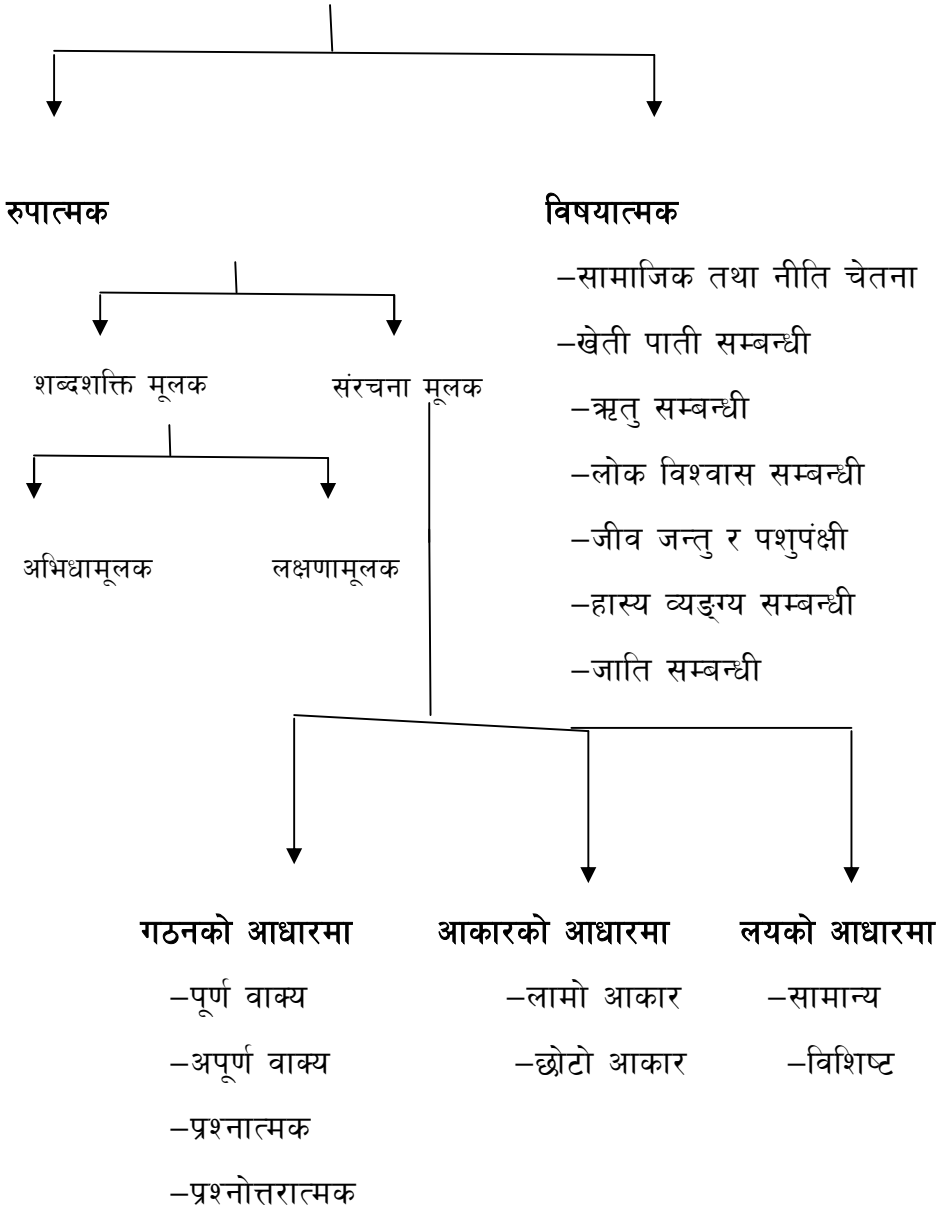 रुपात्मक
विषयात्मक
–सामाजिक तथा नीति चेतना
–खेती पाती सम्बन्धी
–ऋतु सम्बन्धी
–लोक विश्वास सम्बन्धी
–जीव जन्तु र पशुपंक्षी
–हास्य व्यङ्ग्य सम्बन्धी
–जाति सम्बन्धी
शब्दशक्ति मूलक
संरचना मूलक
अभिधामूलक
लक्षणामूलक
गठनको आधारमा
–पूर्ण वाक्य
–अपूर्ण वाक्य
–प्रश्नात्मक
–प्रश्नोत्तरात्मक
आकारको आधारमा
–लामो आकार
–छोटो आकार
लयको आधारमा
–सामान्य
–विशिष्ट